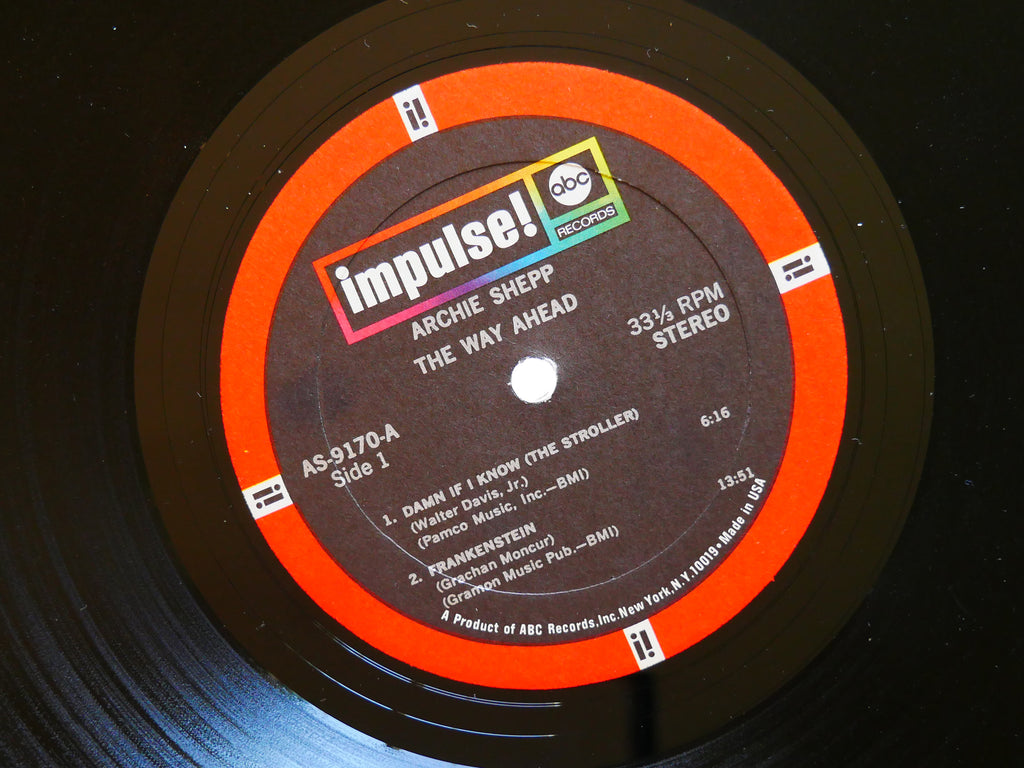 i!
impulse!
abc
RECORDS
ARCHIE SHEPP
THE WAY AHEAD
33⅓ RPM
STEREO
i!
AS-9170-A
Side 1
1. DAMN IF I KNOW (THE STROLLER) 6:16
(Walter Davis, Jr.)
(Pamco Music, Inc.—BMI)
2. FRANKENSTEIN 13:51
(Grachan Moncur)
(Gramon Music Pub.—BMI)
i!
A Product of ABC Records,Inc.New York,N.Y.10019•Made in USA
i!